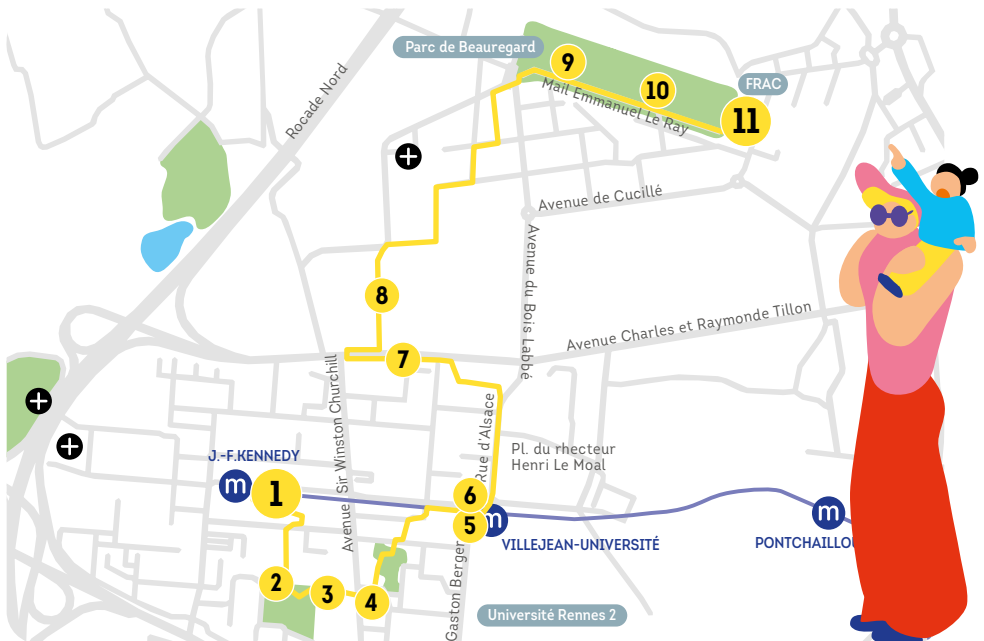 Parc de Beauregard
9
FRAC
10
11
Mail Emmanuel Le Ray
Rocade Nord
Avenue de Cucillé
Avenue du Bois Labbé
8
Avenue Charles et Raymonde Tillon
7
Avenue Sir Winston Churchill
Rue d'Alsace
Pl. du rhecteur
Henri Le Moal
J.-F.KENNEDY
m
1
6
5
m
VILLEJEAN-UNIVERSITÉ
m
PONTCHAILLOU
2
3
4
Gaston Berger
Université Rennes 2